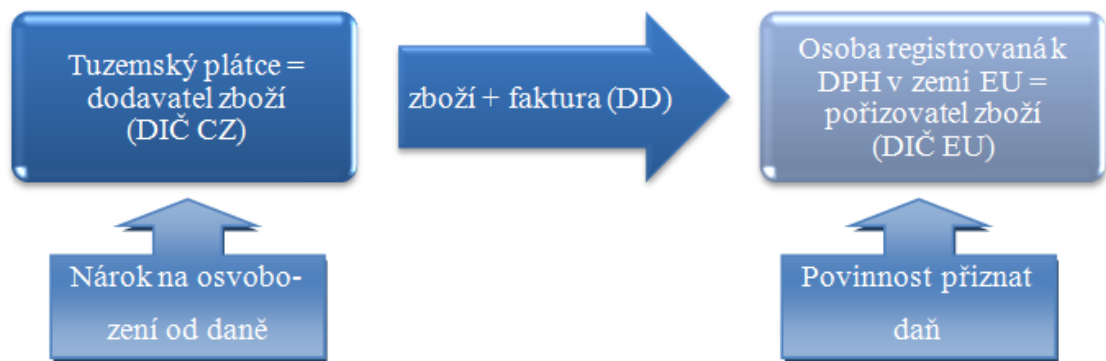 Tuzemský plátce =
dodavatel zboží
(DIČ CZ)
zboží + faktura (DD)
Osoba registrovaná k
DPH v zemi EU =
pořizovatel zboží
(DIČ EU)
Nárok na osvobo-
zení od daně
Povinnost přiznat
daň